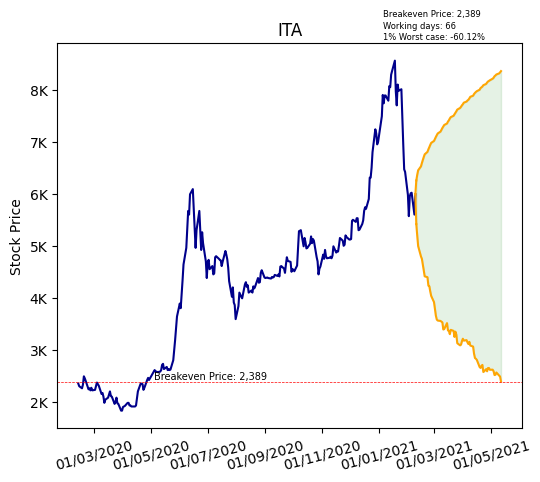 Breakeven Price: 2,389
Working days: 66
1% Worst case: -60.12%
ITA
Stock Price
8K
7K
6K
5K
4K
3K
2K
Breakeven Price: 2,389
01/03/2020
01/05/2020
01/07/2020
01/09/2020
01/11/2020
01/01/2021
01/03/2021
01/05/2021